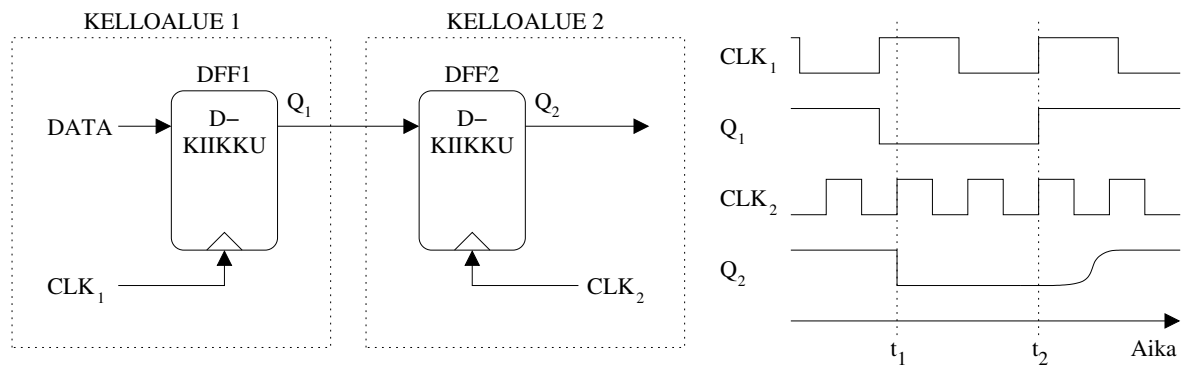 KELLOALUE 1
KELLOALUE 2
DFF1
DFF2
DATA
D−
KIIKKU
Q1
D−
KIIKKU
Q2
CLK1
CLK2
CLK1
Q1
CLK2
Q2
t1
t2
Aika